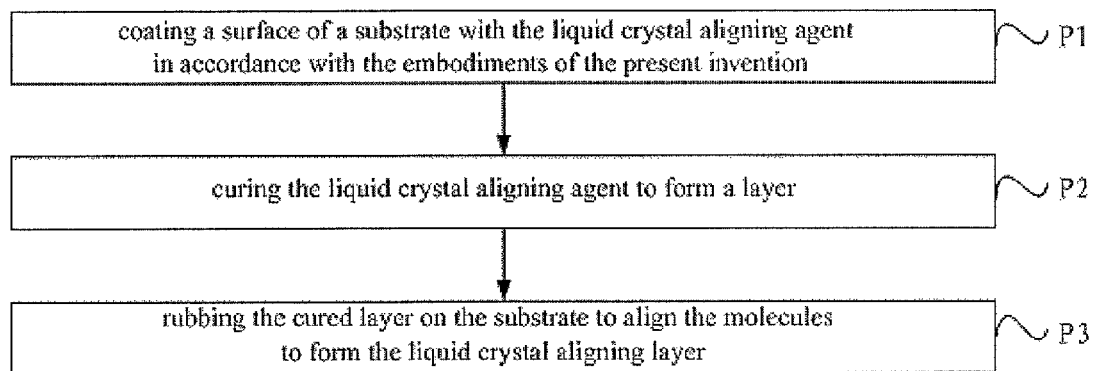 coating a surface of a substrate with the liquid crystal aligning agent
in accordance with the embodiments of the present invention
P1
curing the liquid crystal aligning agent to form a layer
P2
rubbing the cured layer on the substrate to align the molecules
to form the liquid crystal aligning layer
P3